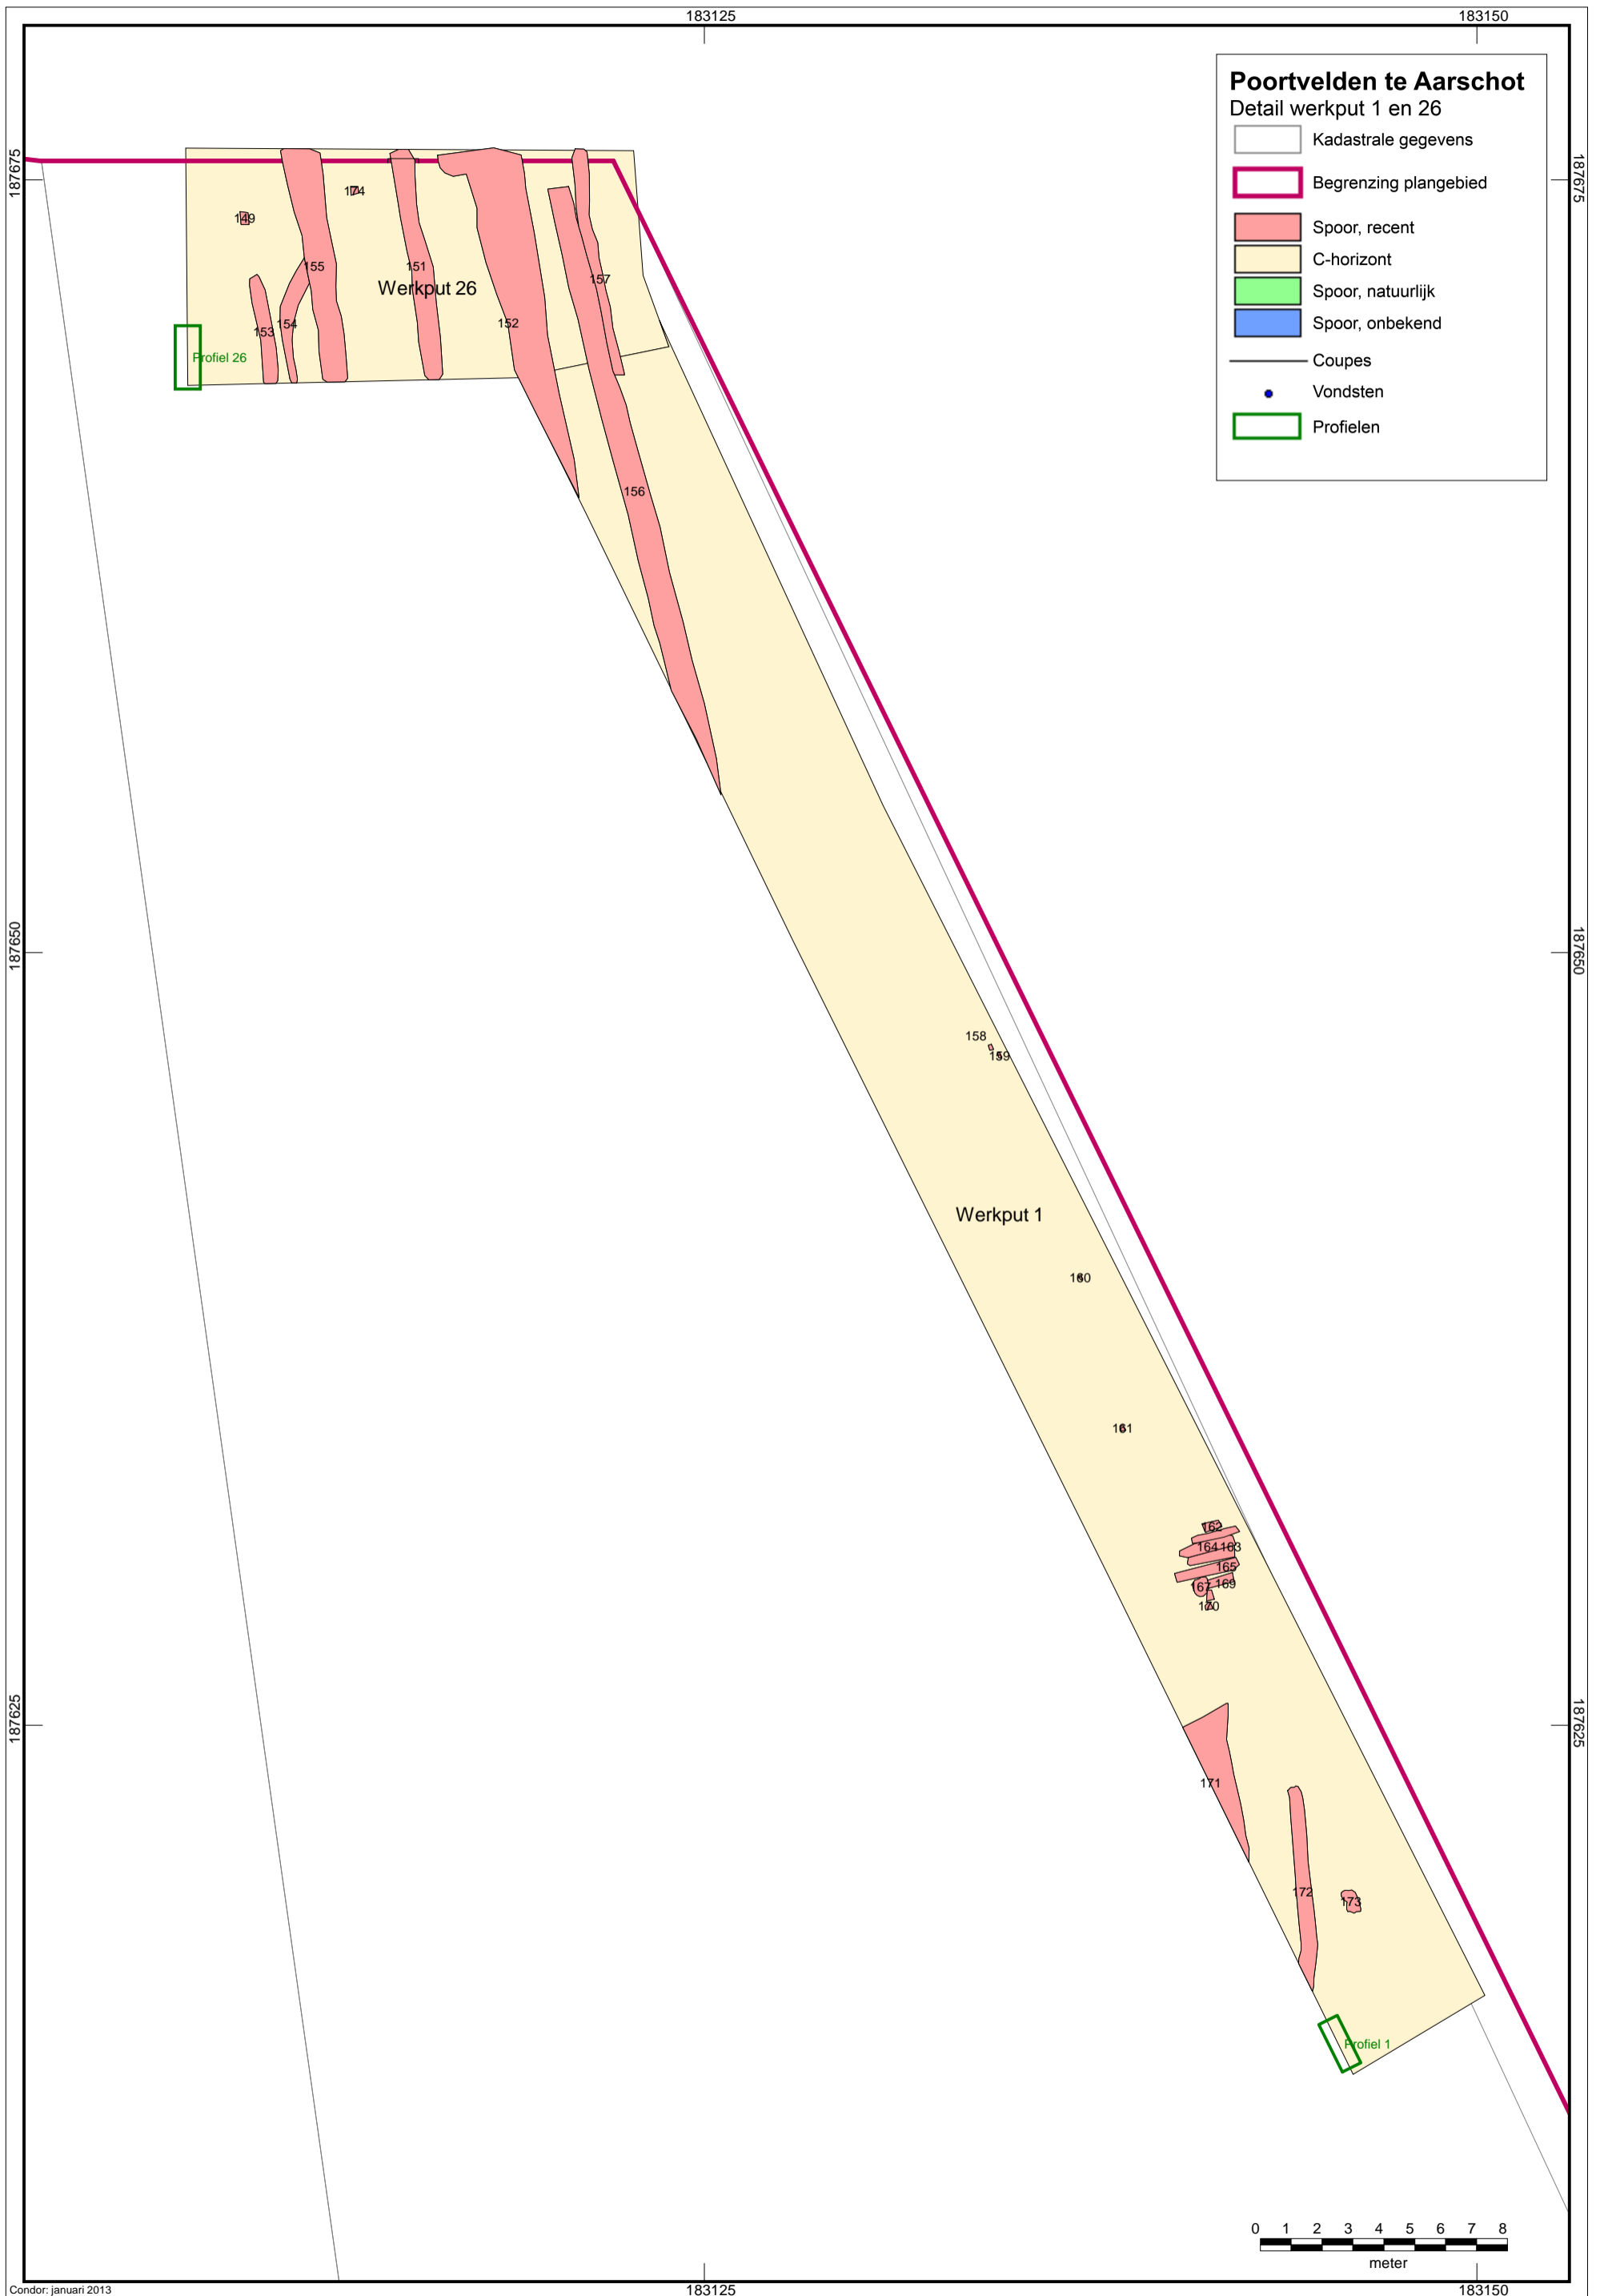 183125
183150
Poortvelden te Aarschot
Detail werkput 1 en 26
Kadastrale gegevens
Begrenzing plangebied
Spoor, recent
C-horizont
Spoor, natuurlijk
Spoor, onbekend
Coupes
Vondsten
Profielen
187675
187675
174
149
155
151
157
Werkput 26
152
154
153
Profiel 26
156
187650
187650
158
159
Werkput 1
160
161
162
164
163
165
167
169
170
187625
187625
171
172
173
Profiel 1
0 1 2 3 4 5 6 7 8
meter
Condor: januari 2013
183125
183150